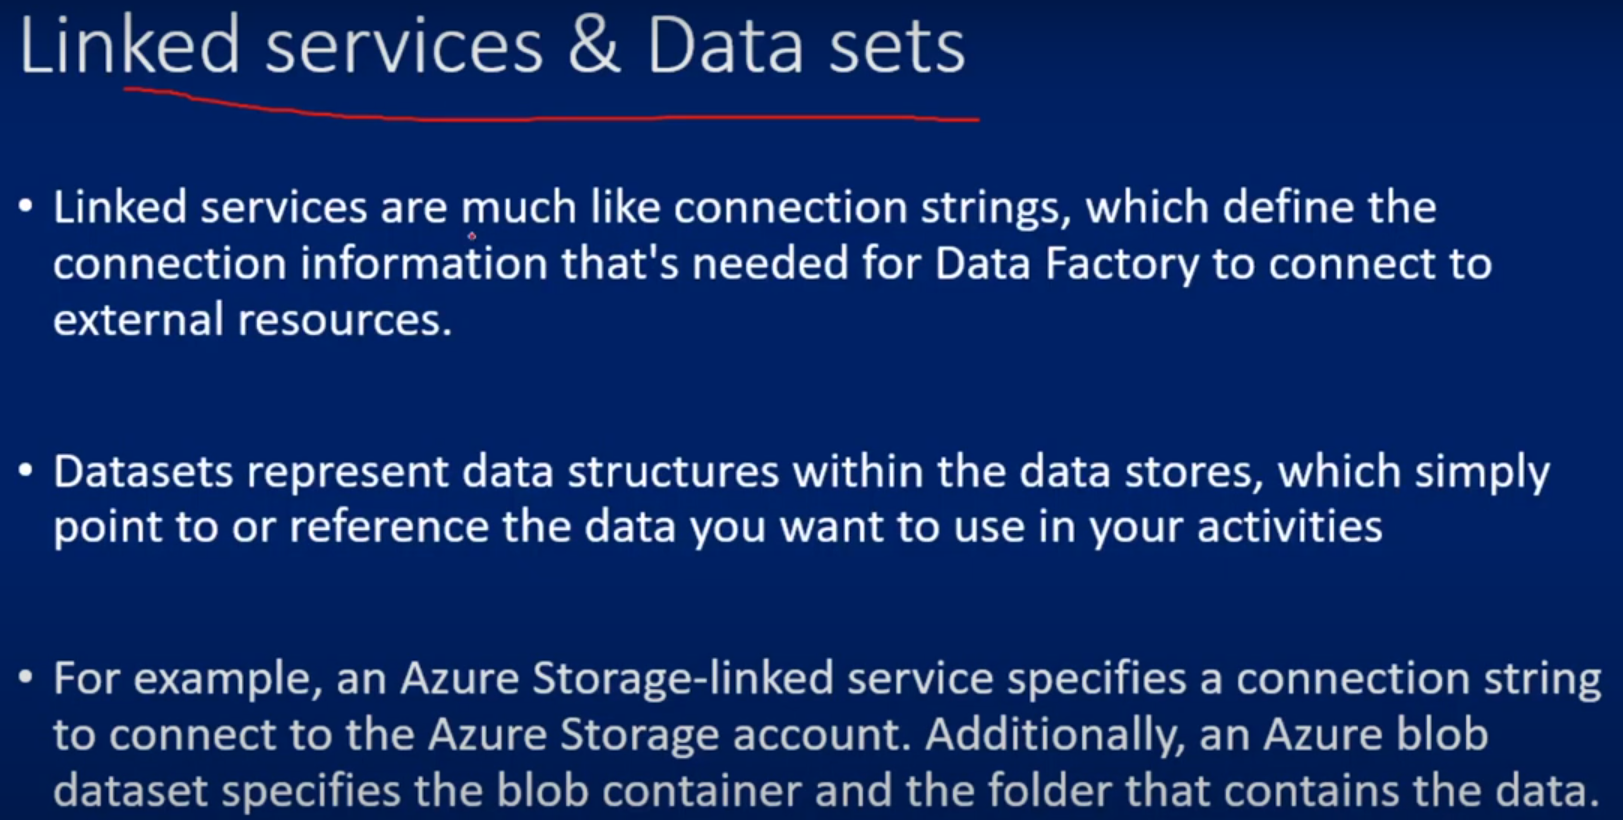 Linked services & Data sets
• Linked services are much like connection strings, which define the
connection information that's needed for Data Factory to connect to
external resources.
• Datasets represent data structures within the data stores, which simply
point to or reference the data you want to use in your activities
• For example, an Azure Storage-linked service specifies a connection string
to connect to the Azure Storage account. Additionally, an Azure blob
dataset specifies the blob container and the folder that contains the data.